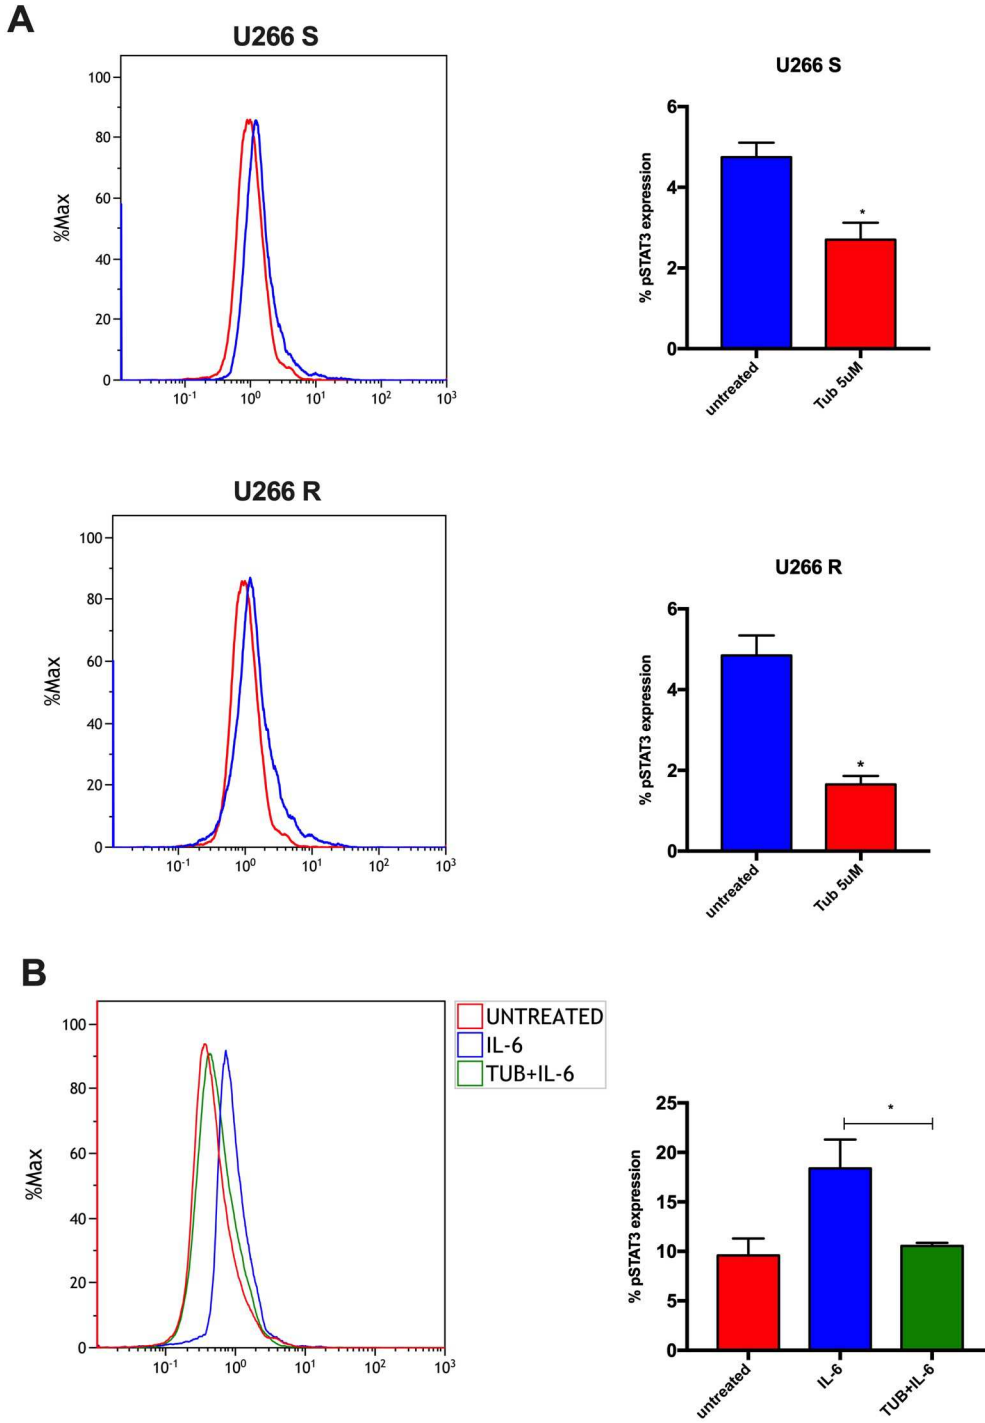 A
U266 S
%Max
100
80
60
40
20
0
10-1
100
101
102
103
U266 S
% pSTAT3 expression
6
4
2
0
*
untreated
Tub 5uM
U266 R
%Max
100
80
60
40
20
0
10-1
100
101
102
103
U266 R
% pSTAT3 expression
6
4
2
0
*
untreated
Tub 5uM
B
%Max
100
80
60
40
20
0
10-1
100
101
102
103
UNTREATED
IL-6
TUB+IL-6
% pSTAT3 expression
25
20
15
10
5
0
*
untreated
IL-6
TUB+IL-6